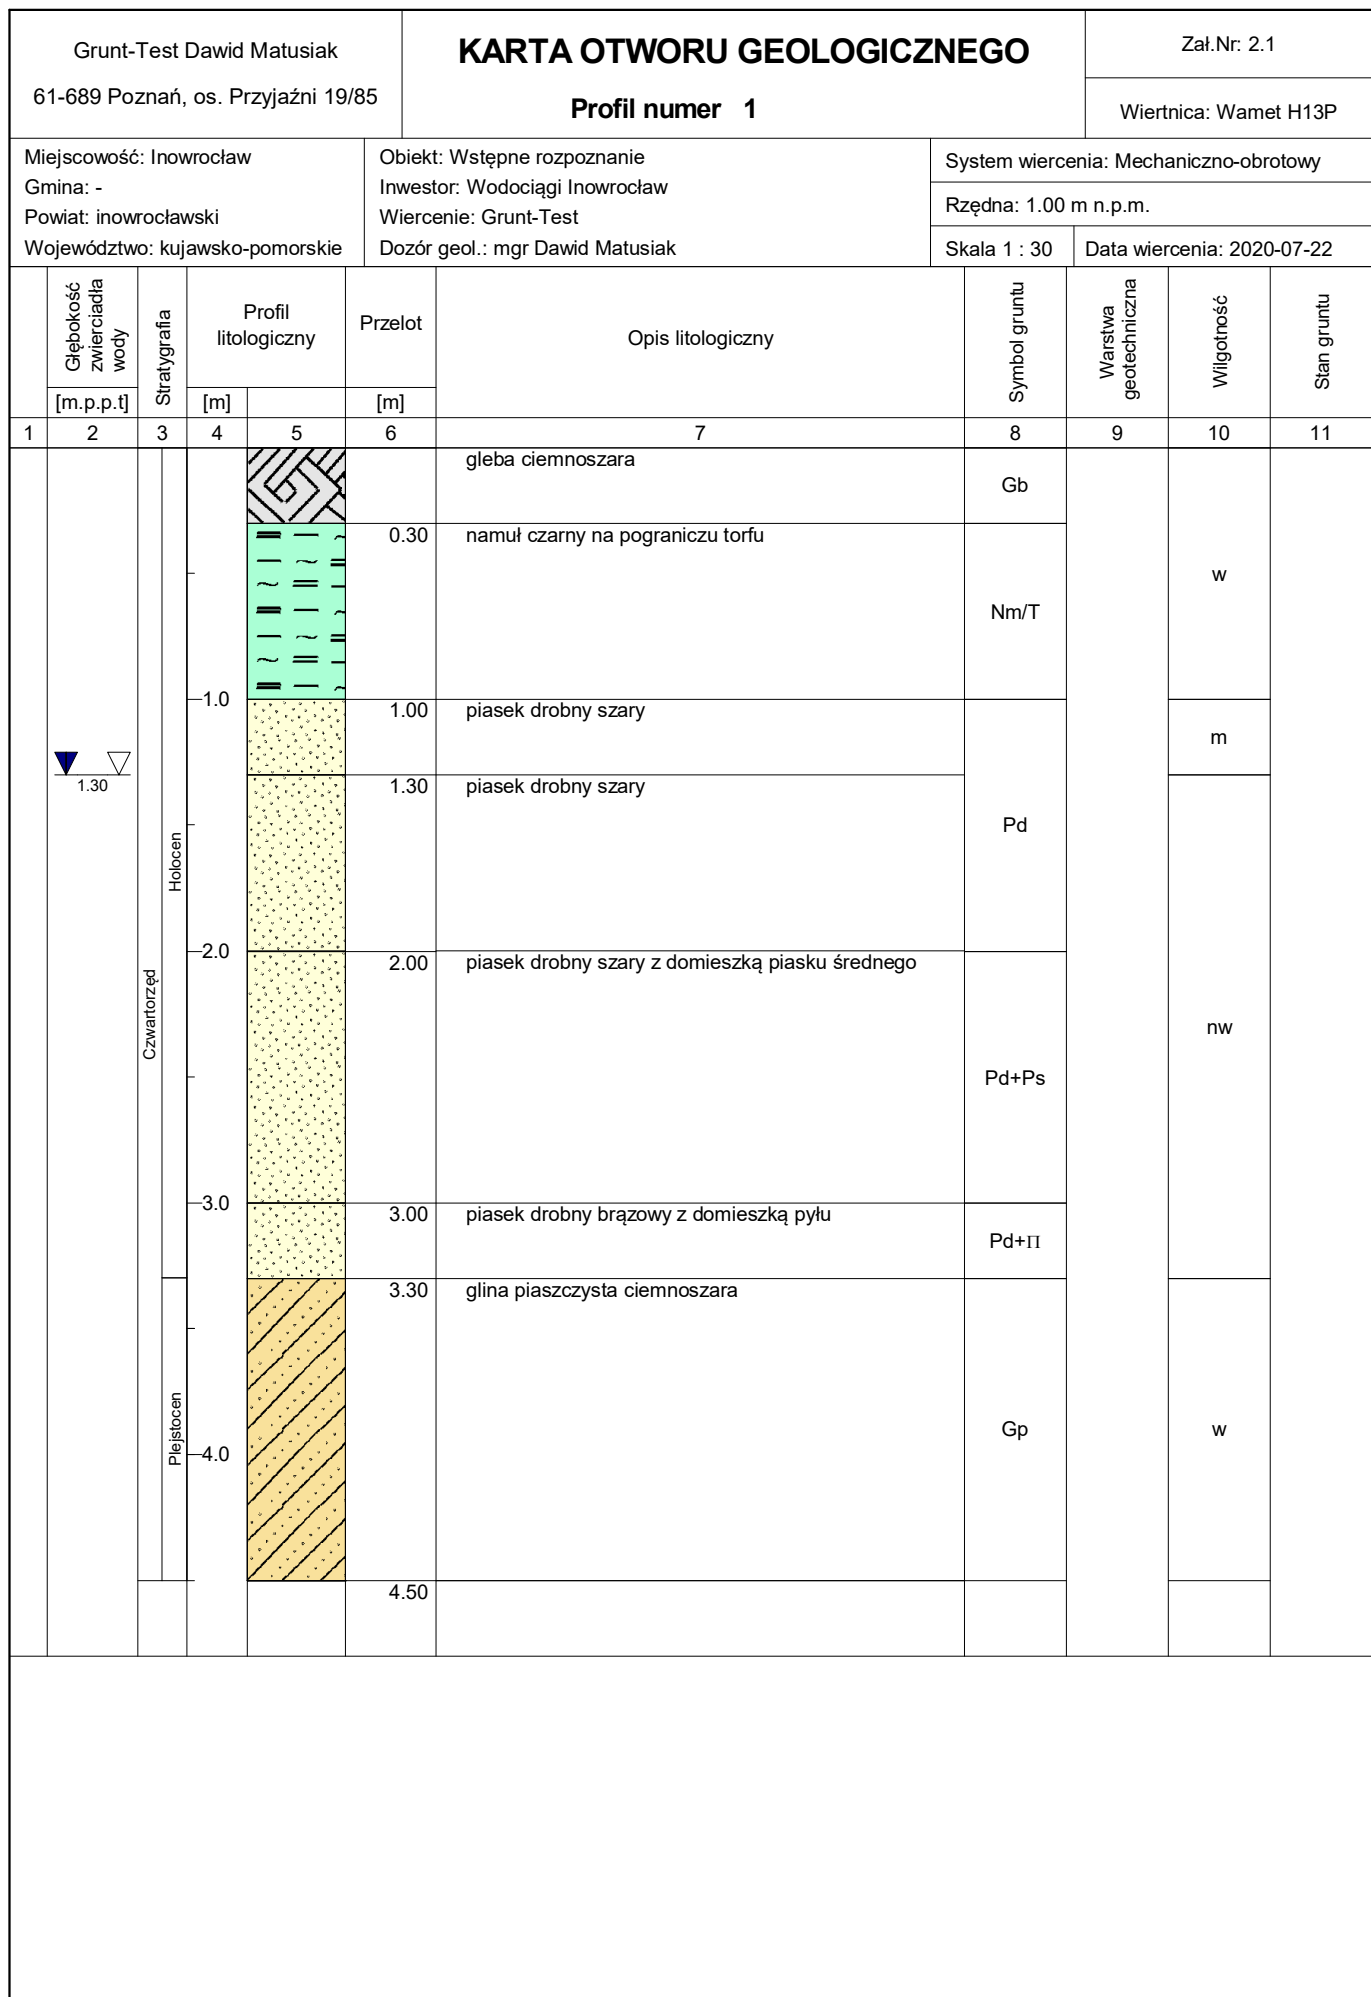 Grunt-Test Dawid Matusiak
61-689 Poznań, os. Przyjaźni 19/85
KARTA OTWORU GEOLOGICZNEGO
Profil numer 1
Zał.Nr: 2.1
Wiertnica: Wamet H13P
Miejscowość: Inowrocław
Gmina: -
Powiat: inowrocławski
Województwo: kujawsko-pomorskie
Obiekt: Wstępne rozpoznanie
Inwestor: Wodociągi Inowrocław
Wiercenie: Grunt-Test
Dozór geol.: mgr Dawid Matusiak
System wiercenia: Mechaniczno-obrotowy
Rzędna: 1.00 m n.p.m.
Skala 1 : 30
Data wiercenia: 2020-07-22
Głębokość
zwierciadła
wody
[m.p.p.t]
Stratygrafia
Profil
litologiczny
[m]
Przelot
[m]
Opis litologiczny
Symbol gruntu
Warstwa
geotechniczna
Wilgotność
Stan gruntu
1 2 3 4 5 6 7 8 9 10 11
gleba ciemnoszara
Gb
0.30 namuł czarny na pograniczu torfu
w
Nm/T
1.0
1.00 piasek drobny szary
m
1.30
1.30 piasek drobny szary
Pd
Holocen
2.0
2.00 piasek drobny szary z domieszką piasku średnego
Czwartorzęd
nw
Pd+Ps
3.0
3.00 piasek drobny brązowy z domieszką pyłu
Pd+Π
3.30 glina piaszczysta ciemnoszara
Plejstocen
4.0
Gp
w
4.50